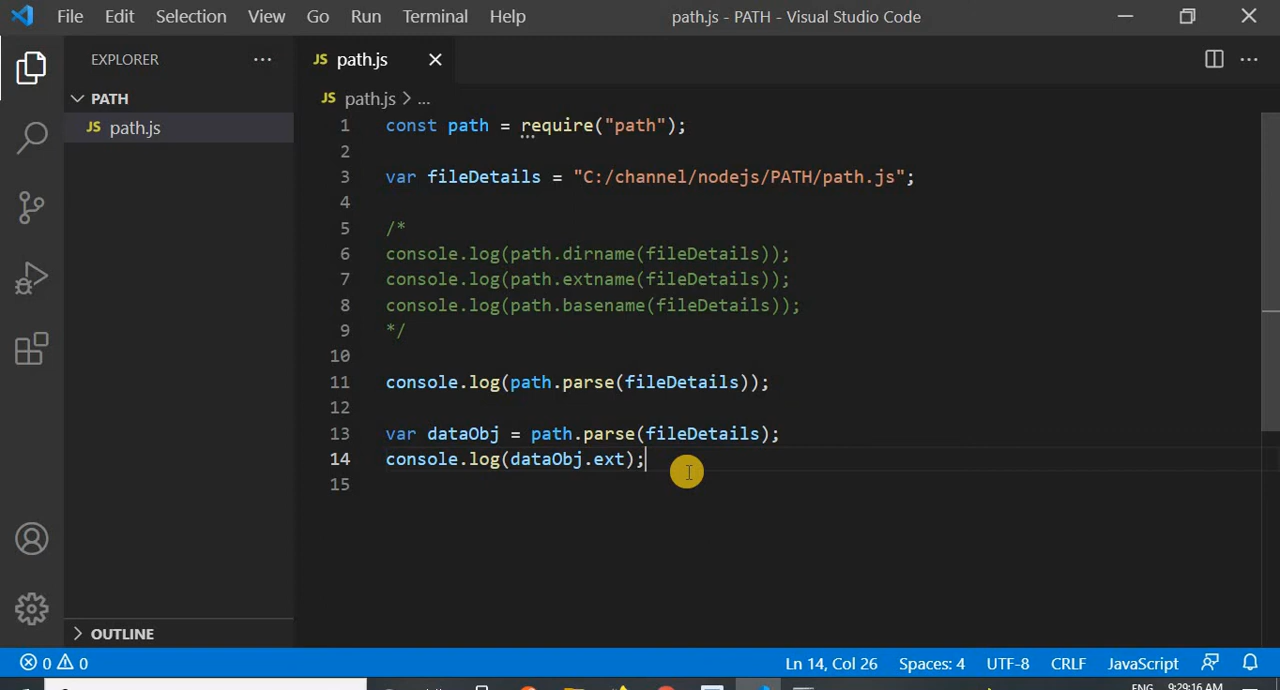 File Edit Selection View Go Run Terminal Help path.js - PATH - Visual Studio Code
EXPLORER ... JS path.js
PATH
JS path.js
JS path.js > ...
1 const path = require("path");
2
3 var fileDetails = "C:/channel/nodejs/PATH/path.js";
4
5 /*
6 console.log(path.dirname(fileDetails));
7 console.log(path.extname(fileDetails));
8 console.log(path.basename(fileDetails));
9 */
10
11 console.log(path.parse(fileDetails));
12
13 var dataObj = path.parse(fileDetails);
14 console.log(dataObj.ext);
15
OUTLINE
0 0 Ln 14, Col 26 Spaces: 4 UTF-8 CRLF JavaScript
ENG 9:29:16 AM